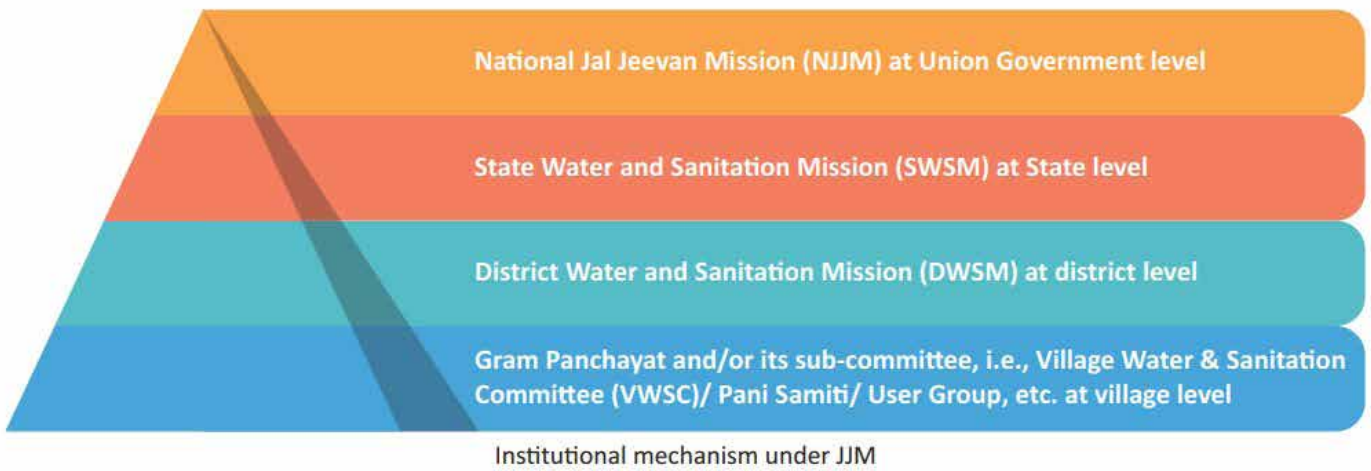 National Jal Jeevan Mission (NJJM) at Union Government level
State Water and Sanitation Mission (SWSM) at State level
District Water and Sanitation Mission (DWSM) at district level
Gram Panchayat and/or its sub-committee, i.e., Village Water & Sanitation
Committee (VWSC)/ Pani Samiti/ User Group, etc. at village level
Institutional mechanism under JJM